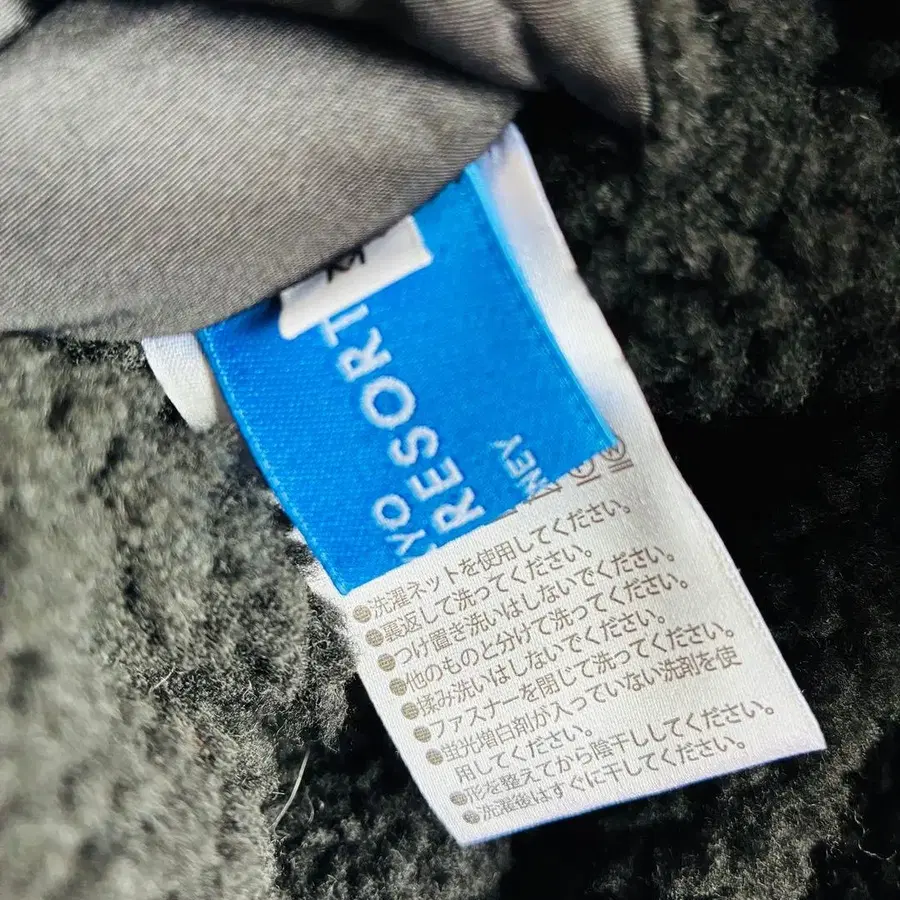 YO
RESORT
NEY
●洗濯ネットを使用してください。
●裏返して洗ってください。
●つけ置き洗いはしないでください。
●他のものと分けて洗ってください。
●揉み洗いはしないでください。
●ファスナーを閉じて洗ってください。
●蛍光増白剤が入っていない洗剤を使
用してください。
●形を整えてから陰干ししてください。
●洗濯後はすぐに干してください。